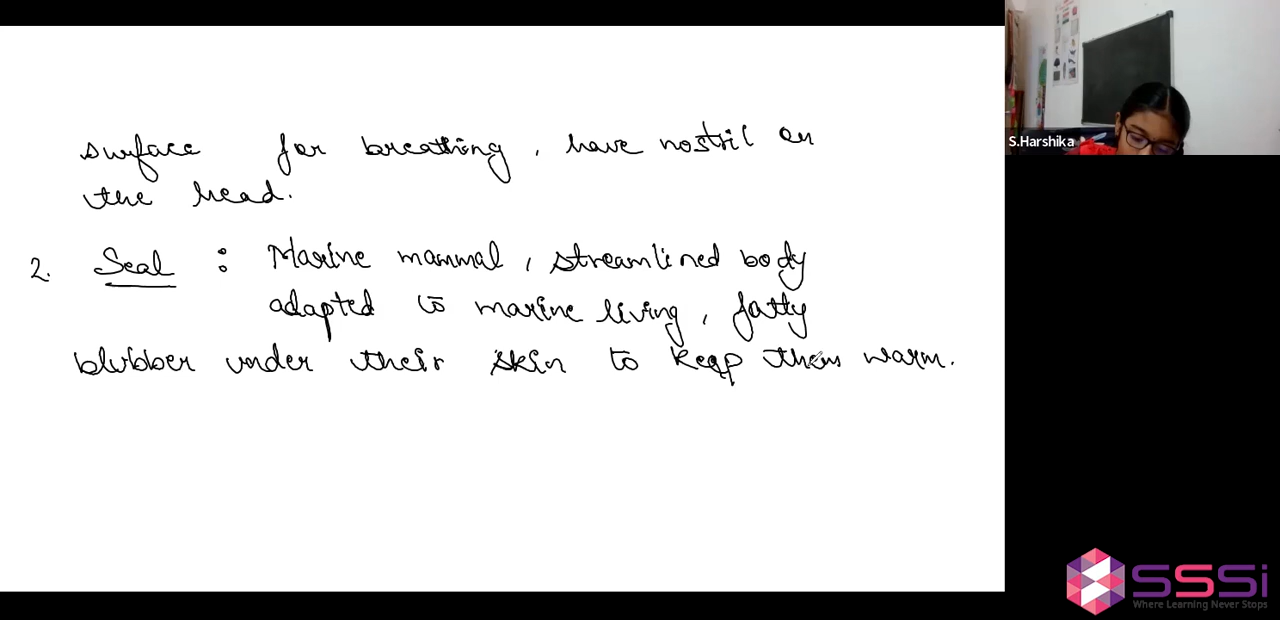 surface for breathing, have nostril on
the head.
2. Seal : Marine mammal, streamlined body
adapted to marine living, fatty
blubber under their skin to keep them warm.
S.Harshika
SSSi
Where Learning Never Stops